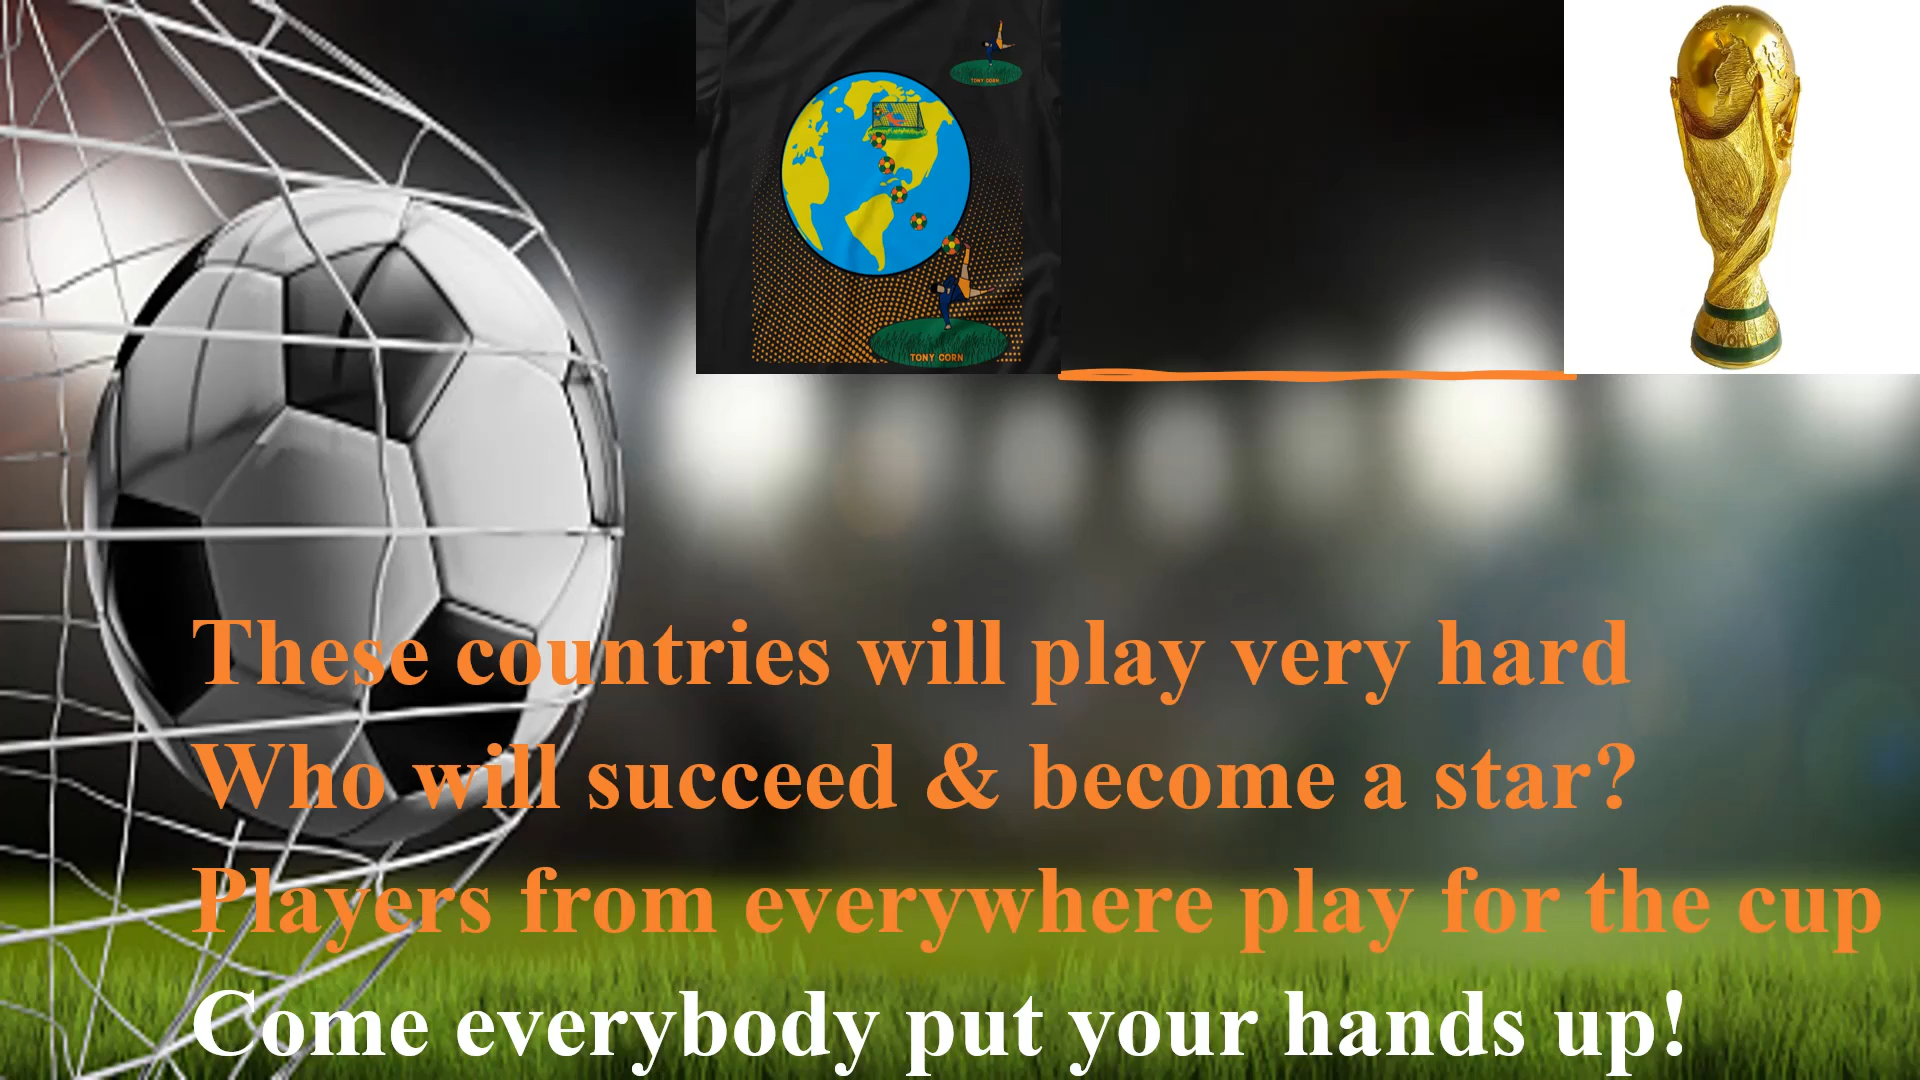 TONY CORN
TONY CORN
WORL
These countries will play very hard
Who will succeed & become a star?
Players from everywhere play for the cup
Come everybody put your hands up!